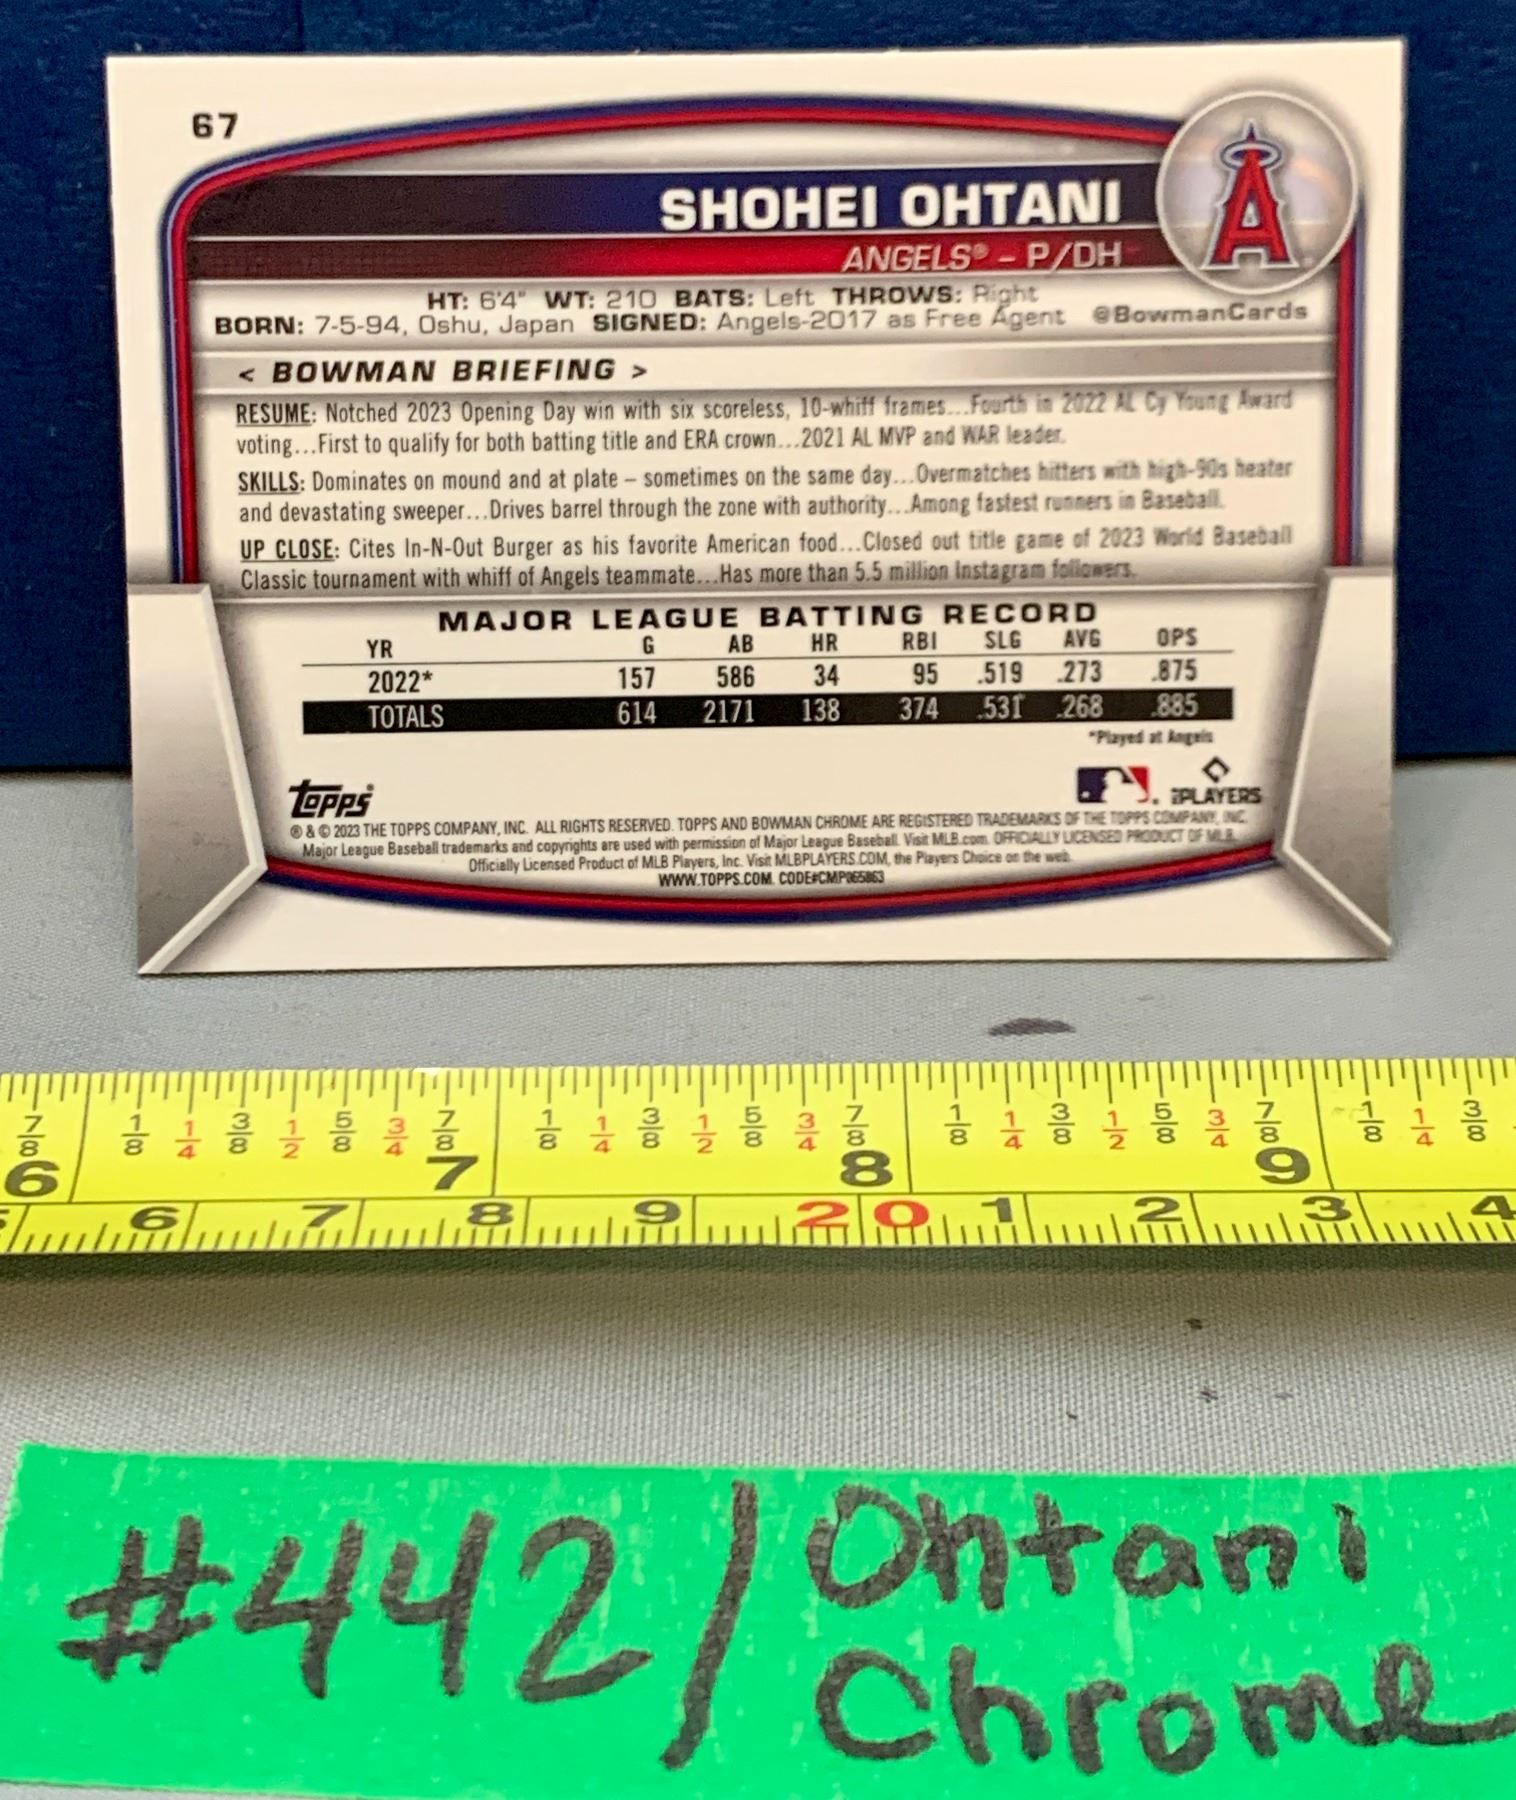 67
SHOHEI OHTANI
ANGELS® – P/DH
HT: 6'4" WT: 210 BATS: Left THROWS: Right
BORN: 7-5-94, Oshu, Japan SIGNED: Angels-2017 as Free Agent @BowmanCards
< BOWMAN BRIEFING >
RESUME: Notched 2023 Opening Day win with six scoreless, 10-whiff frames...Fourth in 2022 AL Cy Young Award
voting...First to qualify for both batting title and ERA crown...2021 AL MVP and WAR leader.
SKILLS: Dominates on mound and at plate – sometimes on the same day...Overmatches hitters with high-90s heater
and devastating sweeper...Drives barrel through the zone with authority...Among fastest runners in Baseball.
UP CLOSE: Cites In-N-Out Burger as his favorite American food...Closed out title game of 2023 World Baseball
Classic tournament with whiff of Angels teammate...Has more than 5.5 million Instagram followers.
MAJOR LEAGUE BATTING RECORD
YR G AB HR RBI SLG AVG OPS
2022* 157 586 34 95 .519 .273 .875
TOTALS 614 2171 138 374 .531 .268 .885
*Played at Angels
Topps® PLAYERS
® & © 2023 THE TOPPS COMPANY, INC. ALL RIGHTS RESERVED. TOPPS AND BOWMAN CHROME ARE REGISTERED TRADEMARKS OF THE TOPPS COMPANY, INC.
Major League Baseball trademarks and copyrights are used with permission of Major League Baseball. Visit MLB.com. OFFICIALLY LICENSED PRODUCT OF MLB.
Officially Licensed Product of MLB Players, Inc. Visit MLBPLAYERS.COM, the Players Choice on the web.
WWW.TOPPS.COM. CODE#CMP065863
7/8 1/8 1/4 3/8 1/2 5/8 3/4 7/8 1/8 1/4 3/8 1/2 5/8 3/4 7/8 1/8 1/4 3/8 1/2 5/8 3/4 7/8 1/8 1/4 3/8
6 7 8 9
6 7 8 9 20 1 2 3 4
#442/ Ohtani
Chrome